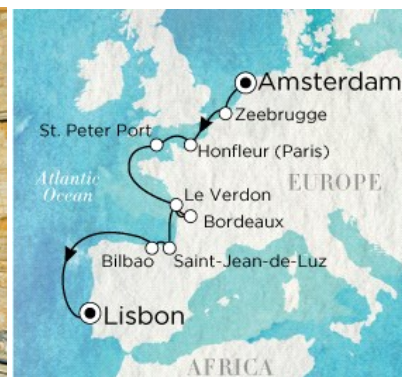 Amsterdam
Zeebrugge
St. Peter Port
Honfleur (Paris)
Atlantic
Ocean
EUROPE
Le Verdon
Bordeaux
Bilbao
Saint-Jean-de-Luz
Lisbon
AFRICA